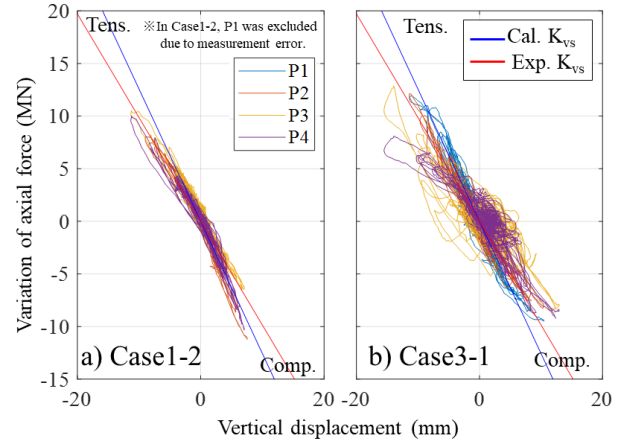 Tens.
※In Case1-2, P1 was excluded
due to measurement error.
P1
P2
P3
P4
20
15
10
5
0
-5
-10
-15
Variation of axial force (MN)
a) Case1-2
Comp.
-20
0
20
Tens.
Cal. Kvs
Exp. Kvs
b) Case3-1
Comp.
-20
0
20
Vertical displacement (mm)